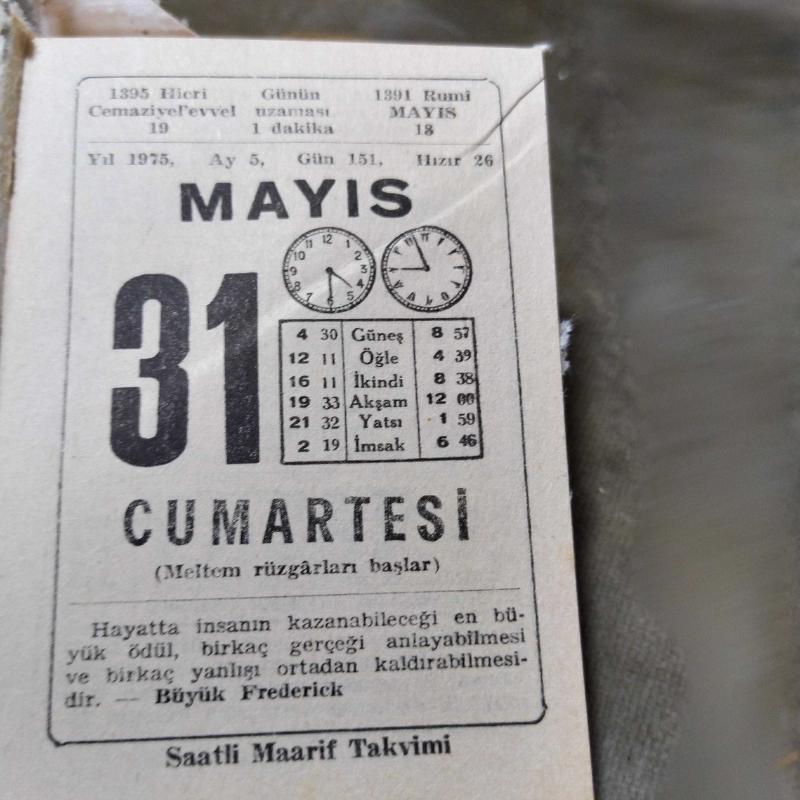 1395 Hicrî Günün 1391 Rumî
Cemaziyel'evvel uzaması MAYIS
19 1 dakika 18
Yıl 1975, Ay 5, Gün 151, Hızır 26
MAYIS
31
4 30 Güneş 8 57
12 11 Öğle 4 39
16 11 İkindi 8 38
19 33 Akşam 12 00
21 32 Yatsı 1 59
2 19 İmsak 6 46
CUMARTESİ
(Meltem rüzgârları başlar)
Hayatta insanın kazanabileceği en bü-
yük ödül, birkaç gerçeği anlayabilmesi
ve birkaç yanlışı ortadan kaldırabilmesi-
dir. — Büyük Frederick
Saatli Maarif Takvimi